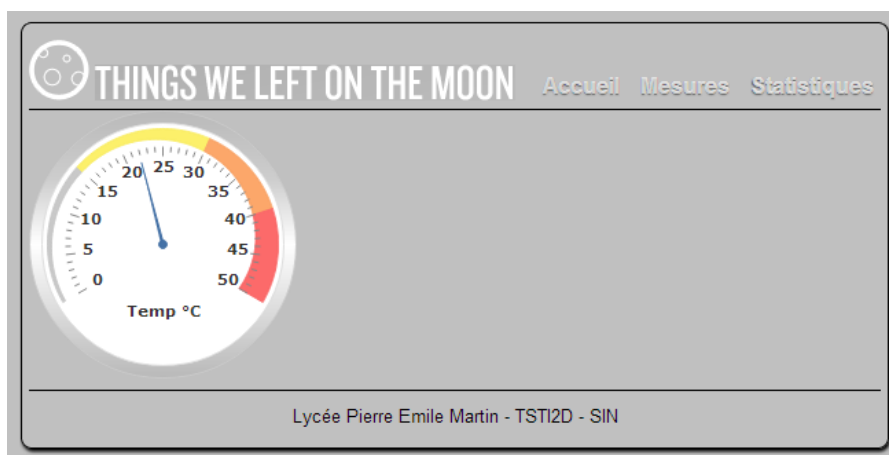 THINGS WE LEFT ON THE MOON
Accueil Mesures Statistiques
20 25 30
15 35
10 40
5 45
0 50
Temp °C
Lycée Pierre Emile Martin - TSTI2D - SIN